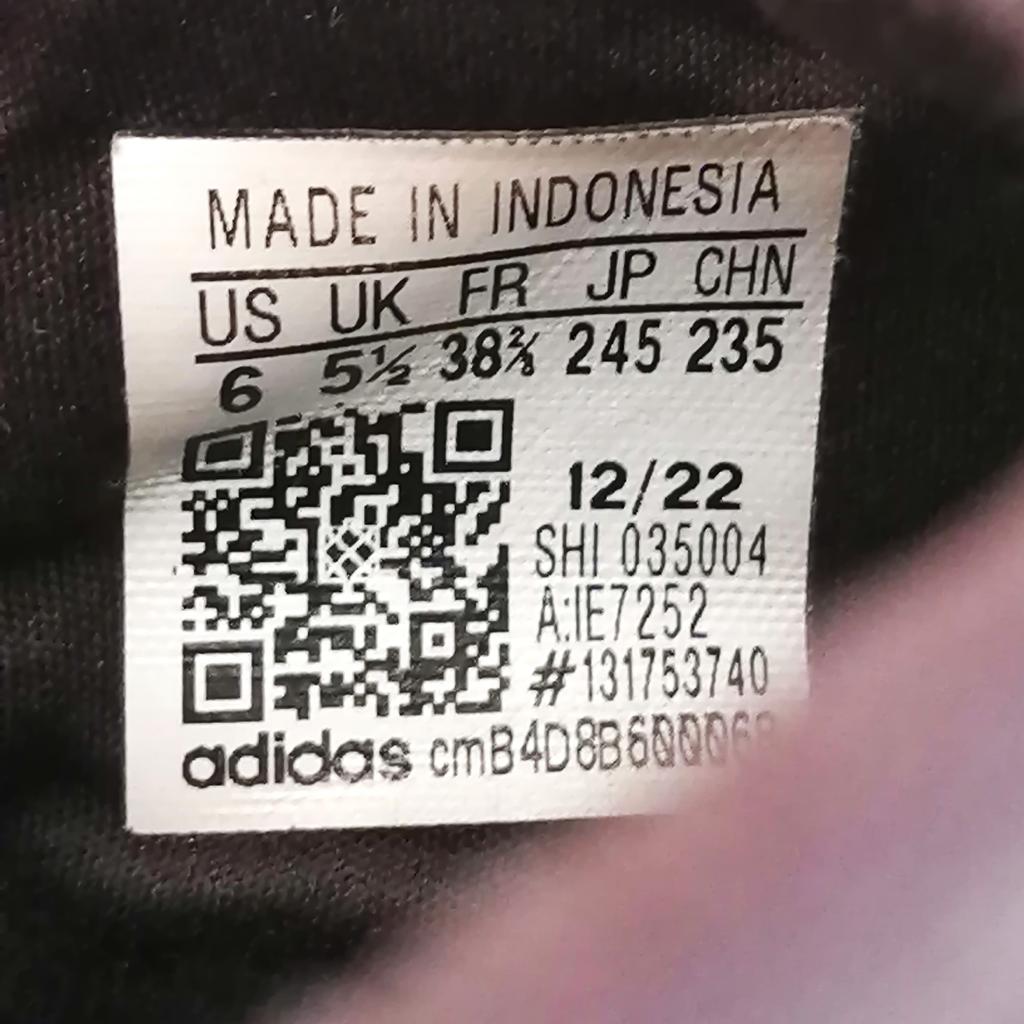 MADE IN INDONESIA
US UK FR JP CHN
6 5½ 38⅔ 245 235
12/22
SHI 035004
A:IE7252
#131753740
adidas